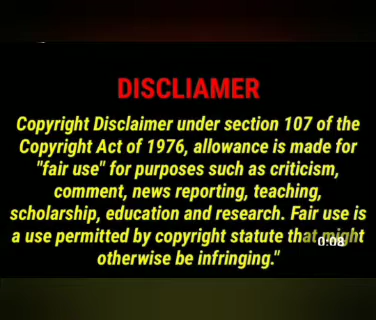 DISCLIAMER
Copyright Disclaimer under section 107 of the
Copyright Act of 1976, allowance is made for
"fair use" for purposes such as criticism,
comment, news reporting, teaching,
scholarship, education and research. Fair use is
a use permitted by copyright statute that might
0:08
otherwise be infringing."